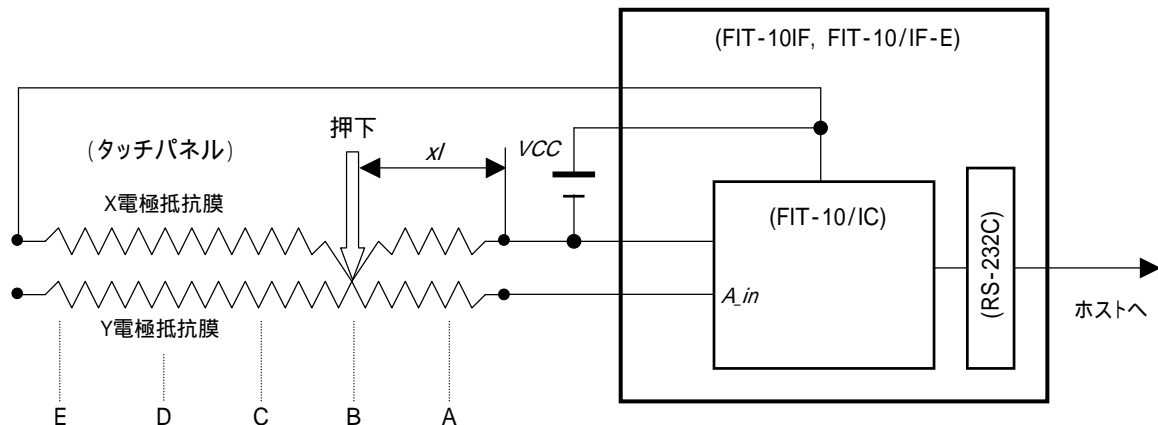 (FIT-10IF, FIT-10/IF-E)
押下
(タッチパネル)
xl
VCC
X電極抵抗膜
(FIT-10/IC)
(RS-232C)
A_in
ホストへ
Y電極抵抗膜
E D C B A